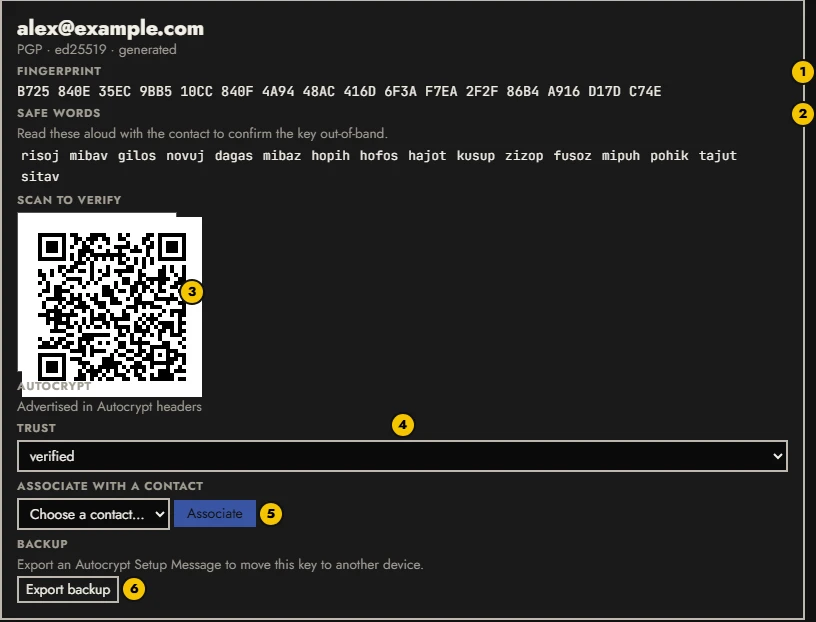 alex@example.com
PGP · ed25519 · generated
FINGERPRINT
1
B725 840E 35EC 9BB5 10CC 840F 4A94 48AC 416D 6F3A F7EA 2F2F 86B4 A916 D17D C74E
SAFE WORDS
2
Read these aloud with the contact to confirm the key out-of-band.
risoj mibav gilos novuj dagas mibaz hopih hofos hajot kusup zizop fusoz mipuh pohik tajut
sitav
SCAN TO VERIFY
3
AUTOCRYPT
Advertised in Autocrypt headers
TRUST
4
verified
ASSOCIATE WITH A CONTACT
Choose a contact... Associate 5
BACKUP
Export an Autocrypt Setup Message to move this key to another device.
Export backup 6